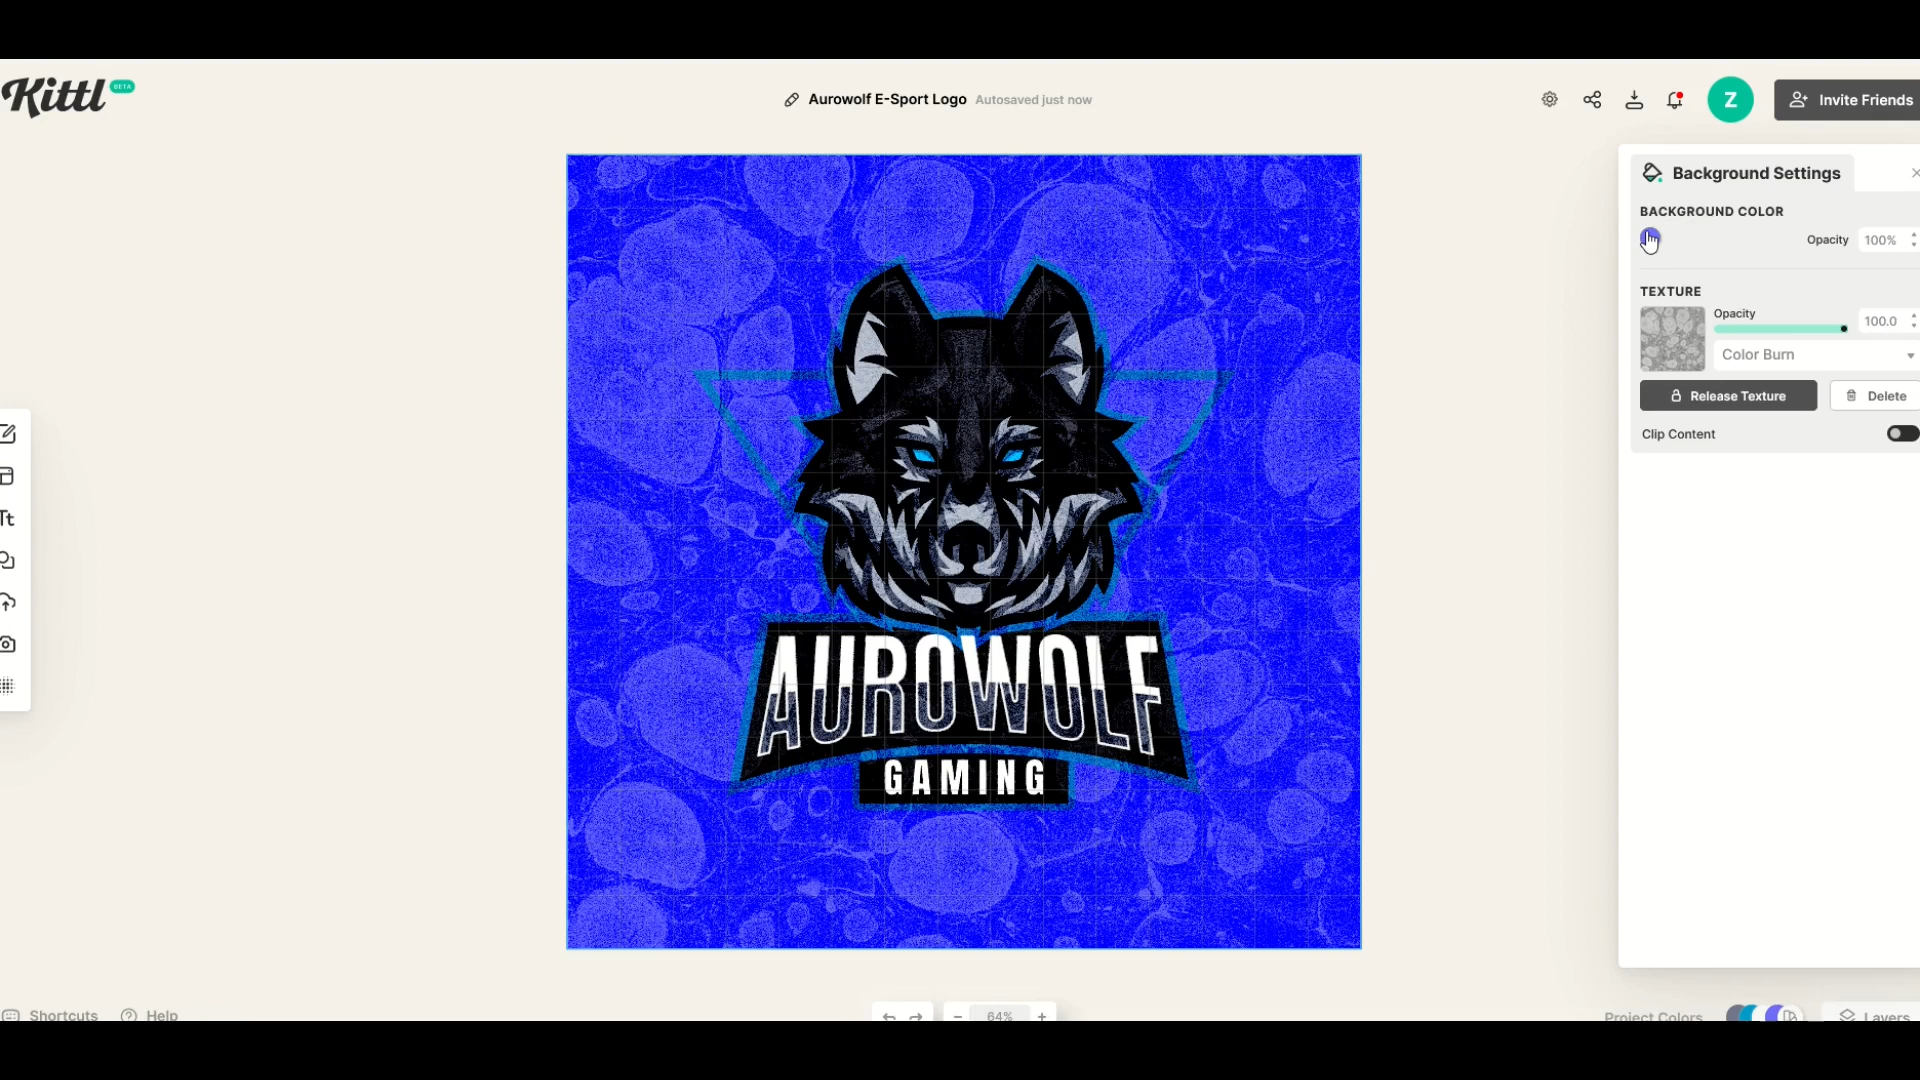 Kittl BETA
Aurowolf E-Sport Logo Autosaved just now
Z
Invite Friends
Background Settings
BACKGROUND COLOR
Opacity 100%
TEXTURE
Opacity
100.0
Color Burn
Release Texture
Delete
Clip Content
Tt
AUROWOLF
GAMING
Shortcuts
Help
64%
Project Colors
Layers